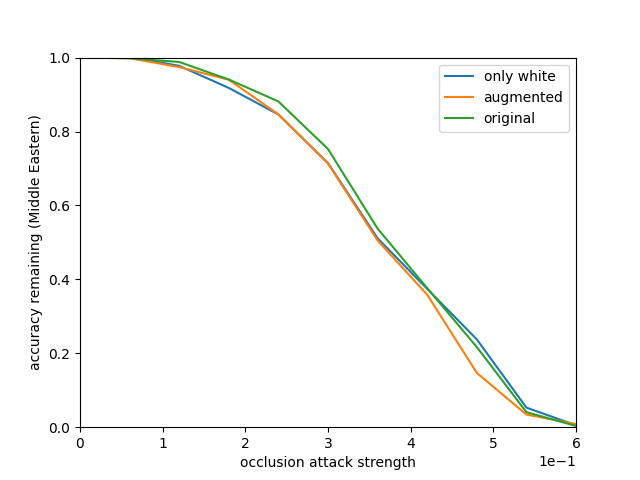 only white
augmented
original
accuracy remaining (Middle Eastern)
1.0
0.8
0.6
0.4
0.2
0.0
0 1 2 3 4 5 6
occlusion attack strength
1e−1